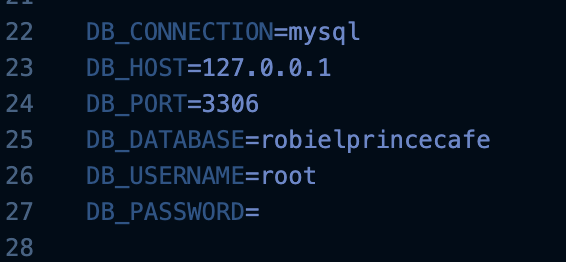 22 DB_CONNECTION=mysql
23 DB_HOST=127.0.0.1
24 DB_PORT=3306
25 DB_DATABASE=robielprincecafe
26 DB_USERNAME=root
27 DB_PASSWORD=
28